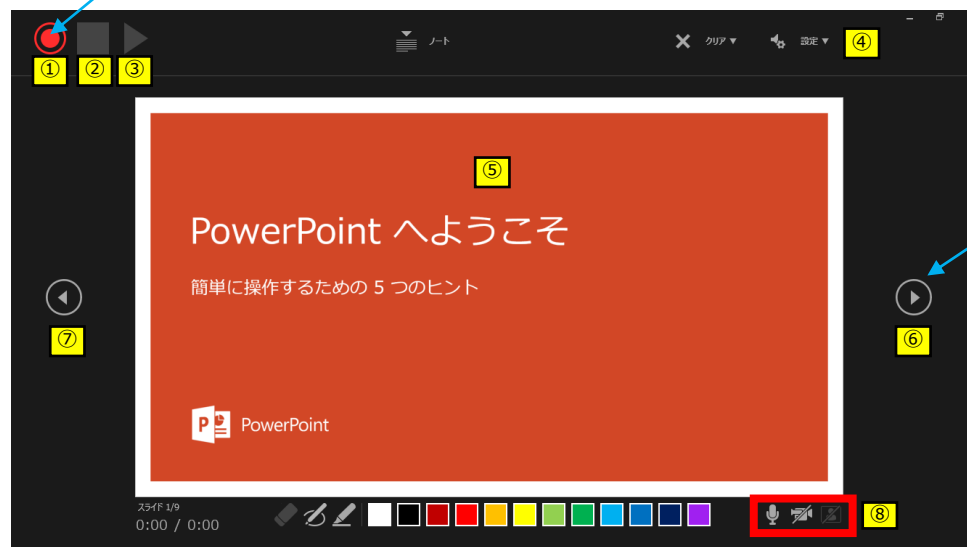 ノート
クリア ▼
設定 ▼
④
① ② ③
⑤
PowerPoint へようこそ
簡単に操作するための 5 つのヒント
⑦
⑥
P
PowerPoint
スライド 1/9
0:00 / 0:00
⑧